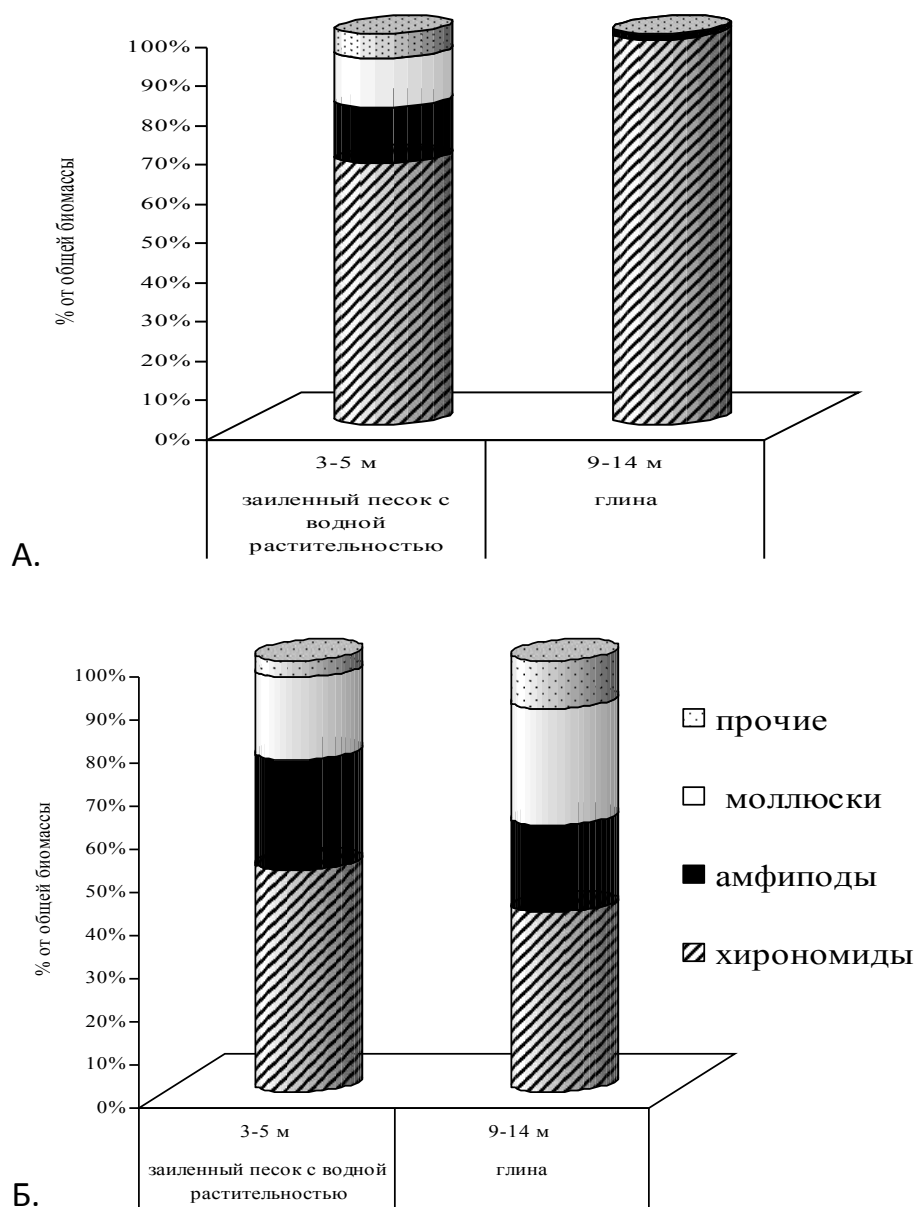 100%
90%
80%
70%
60%
50%
40%
30%
20%
10%
0%
% от общей биомассы
3-5 м
9-14 м
заиленный песок с
водной
растительностью
глина
А.
100%
90%
80%
70%
60%
50%
40%
30%
20%
10%
0%
% от общей биомассы
прочие
моллюски
амфиподы
хирономиды
3-5 м
9-14 м
заиленный песок с водной
растительностью
глина
Б.